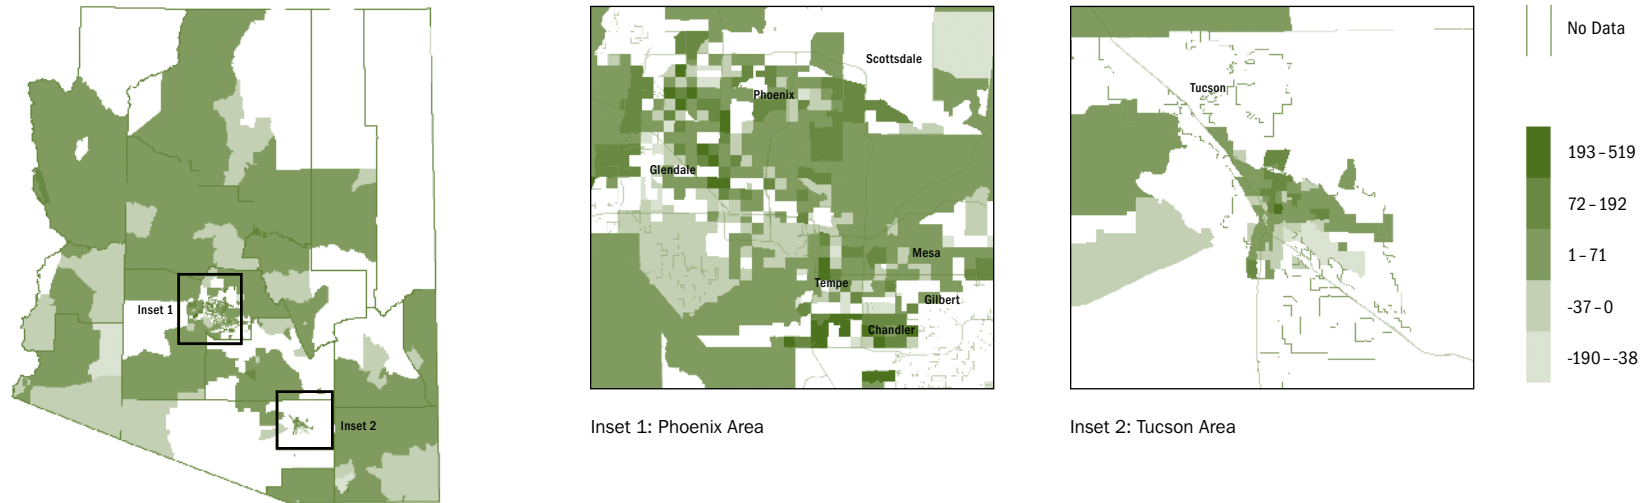 Inset 1
Inset 2
Scottsdale
Phoenix
Glendale
Mesa
Tempe
Gilbert
Chandler
Inset 1: Phoenix Area
Tucson
Inset 2: Tucson Area
No Data
193–519
72–192
1–71
-37–0
-190–-38